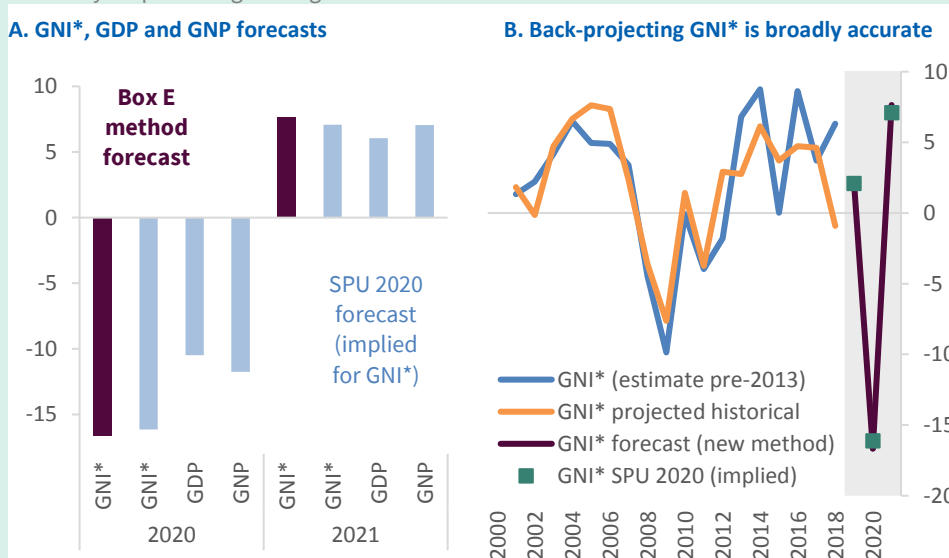 A. GNI*, GDP and GNP forecasts
10
5
0
-5
-10
-15
Box E
method
forecast
SPU 2020
forecast
(implied
for GNI*)
GNI*
GNI*
GDP
GNP
GNI*
GNI*
GDP
GNP
2020
2021
B. Back-projecting GNI* is broadly accurate
10
5
0
-5
-10
-15
-20
GNI* (estimate pre-2013)
GNI* projected historical
GNI* forecast (new method)
GNI* SPU 2020 (implied)
2000
2002
2004
2006
2008
2010
2012
2014
2016
2018
2020